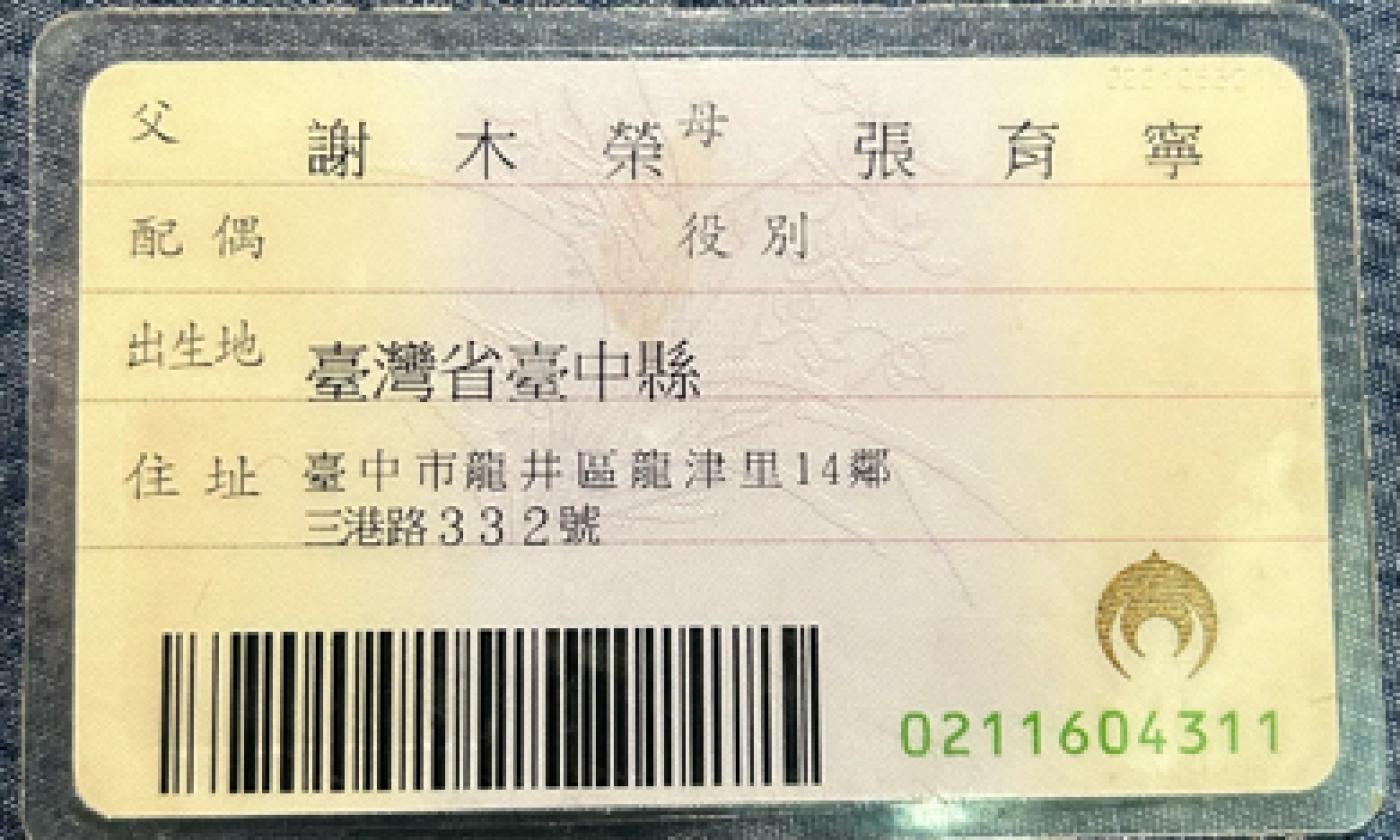 父 謝木榮 母 張育寧
配偶 役別
出生地 臺灣省臺中縣
住址 臺中市龍井區龍津里14鄰
三港路332號
0211604311